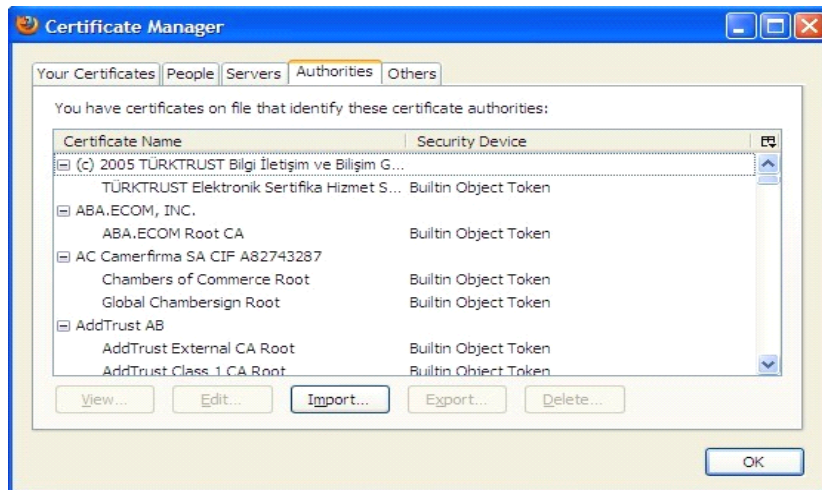 Certificate Manager
Your Certificates People Servers Authorities Others
You have certificates on file that identify these certificate authorities:
Certificate Name Security Device
(c) 2005 TÜRKTRUST Bilgi İletişim ve Bilişim G...
TÜRKTRUST Elektronik Sertifika Hizmet S... Builtin Object Token
ABA.ECOM, INC.
ABA.ECOM Root CA Builtin Object Token
AC Camerfirma SA CIF A82743287
Chambers of Commerce Root Builtin Object Token
Global Chambersign Root Builtin Object Token
AddTrust AB
AddTrust External CA Root Builtin Object Token
AddTrust Class 1 CA Root Builtin Object Token
View... Edit... Import... Export... Delete...
OK